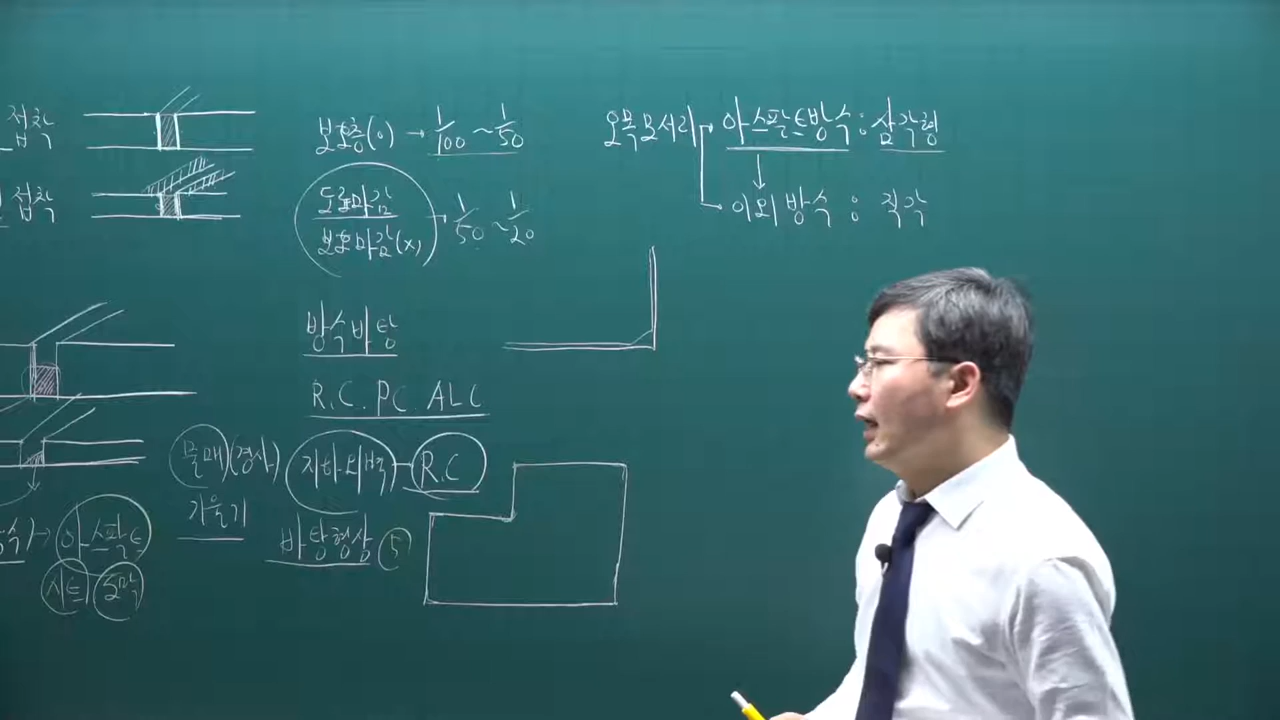 접착
보호층(o) → 1/100 ~ 1/50
접착
도료마감
보호마감(x) → 1/50 ~ 1/20
오목모서리 → 아스팔트방수 : 삼각형
이외방수 : 직각
방수바탕
R.C. PC. ALC
물매(경사) 지하외벽 R.C
기울기
바탕형상 ⑤
아스팔트
시트 도막